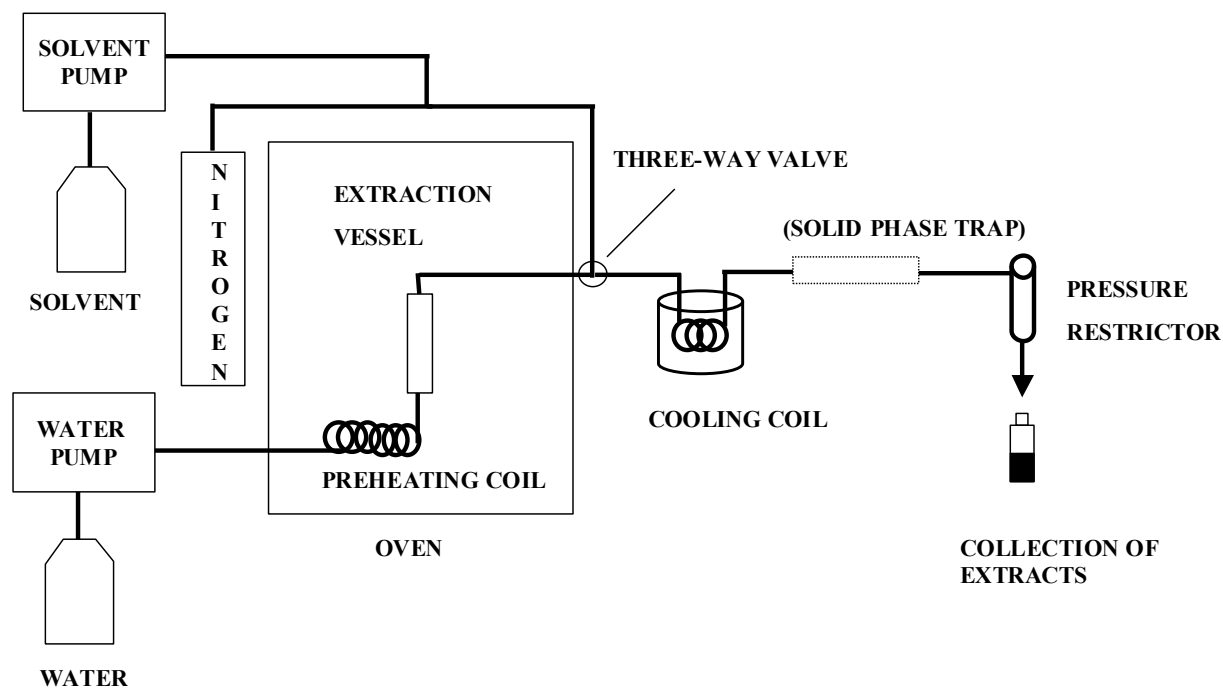 SOLVENT
PUMP
SOLVENT
NITROGEN
EXTRACTION
VESSEL
THREE-WAY VALVE
(SOLID PHASE TRAP)
PRESSURE
RESTRICTOR
WATER
PUMP
PREHEATING COIL
COOLING COIL
OVEN
COLLECTION OF
EXTRACTS
WATER